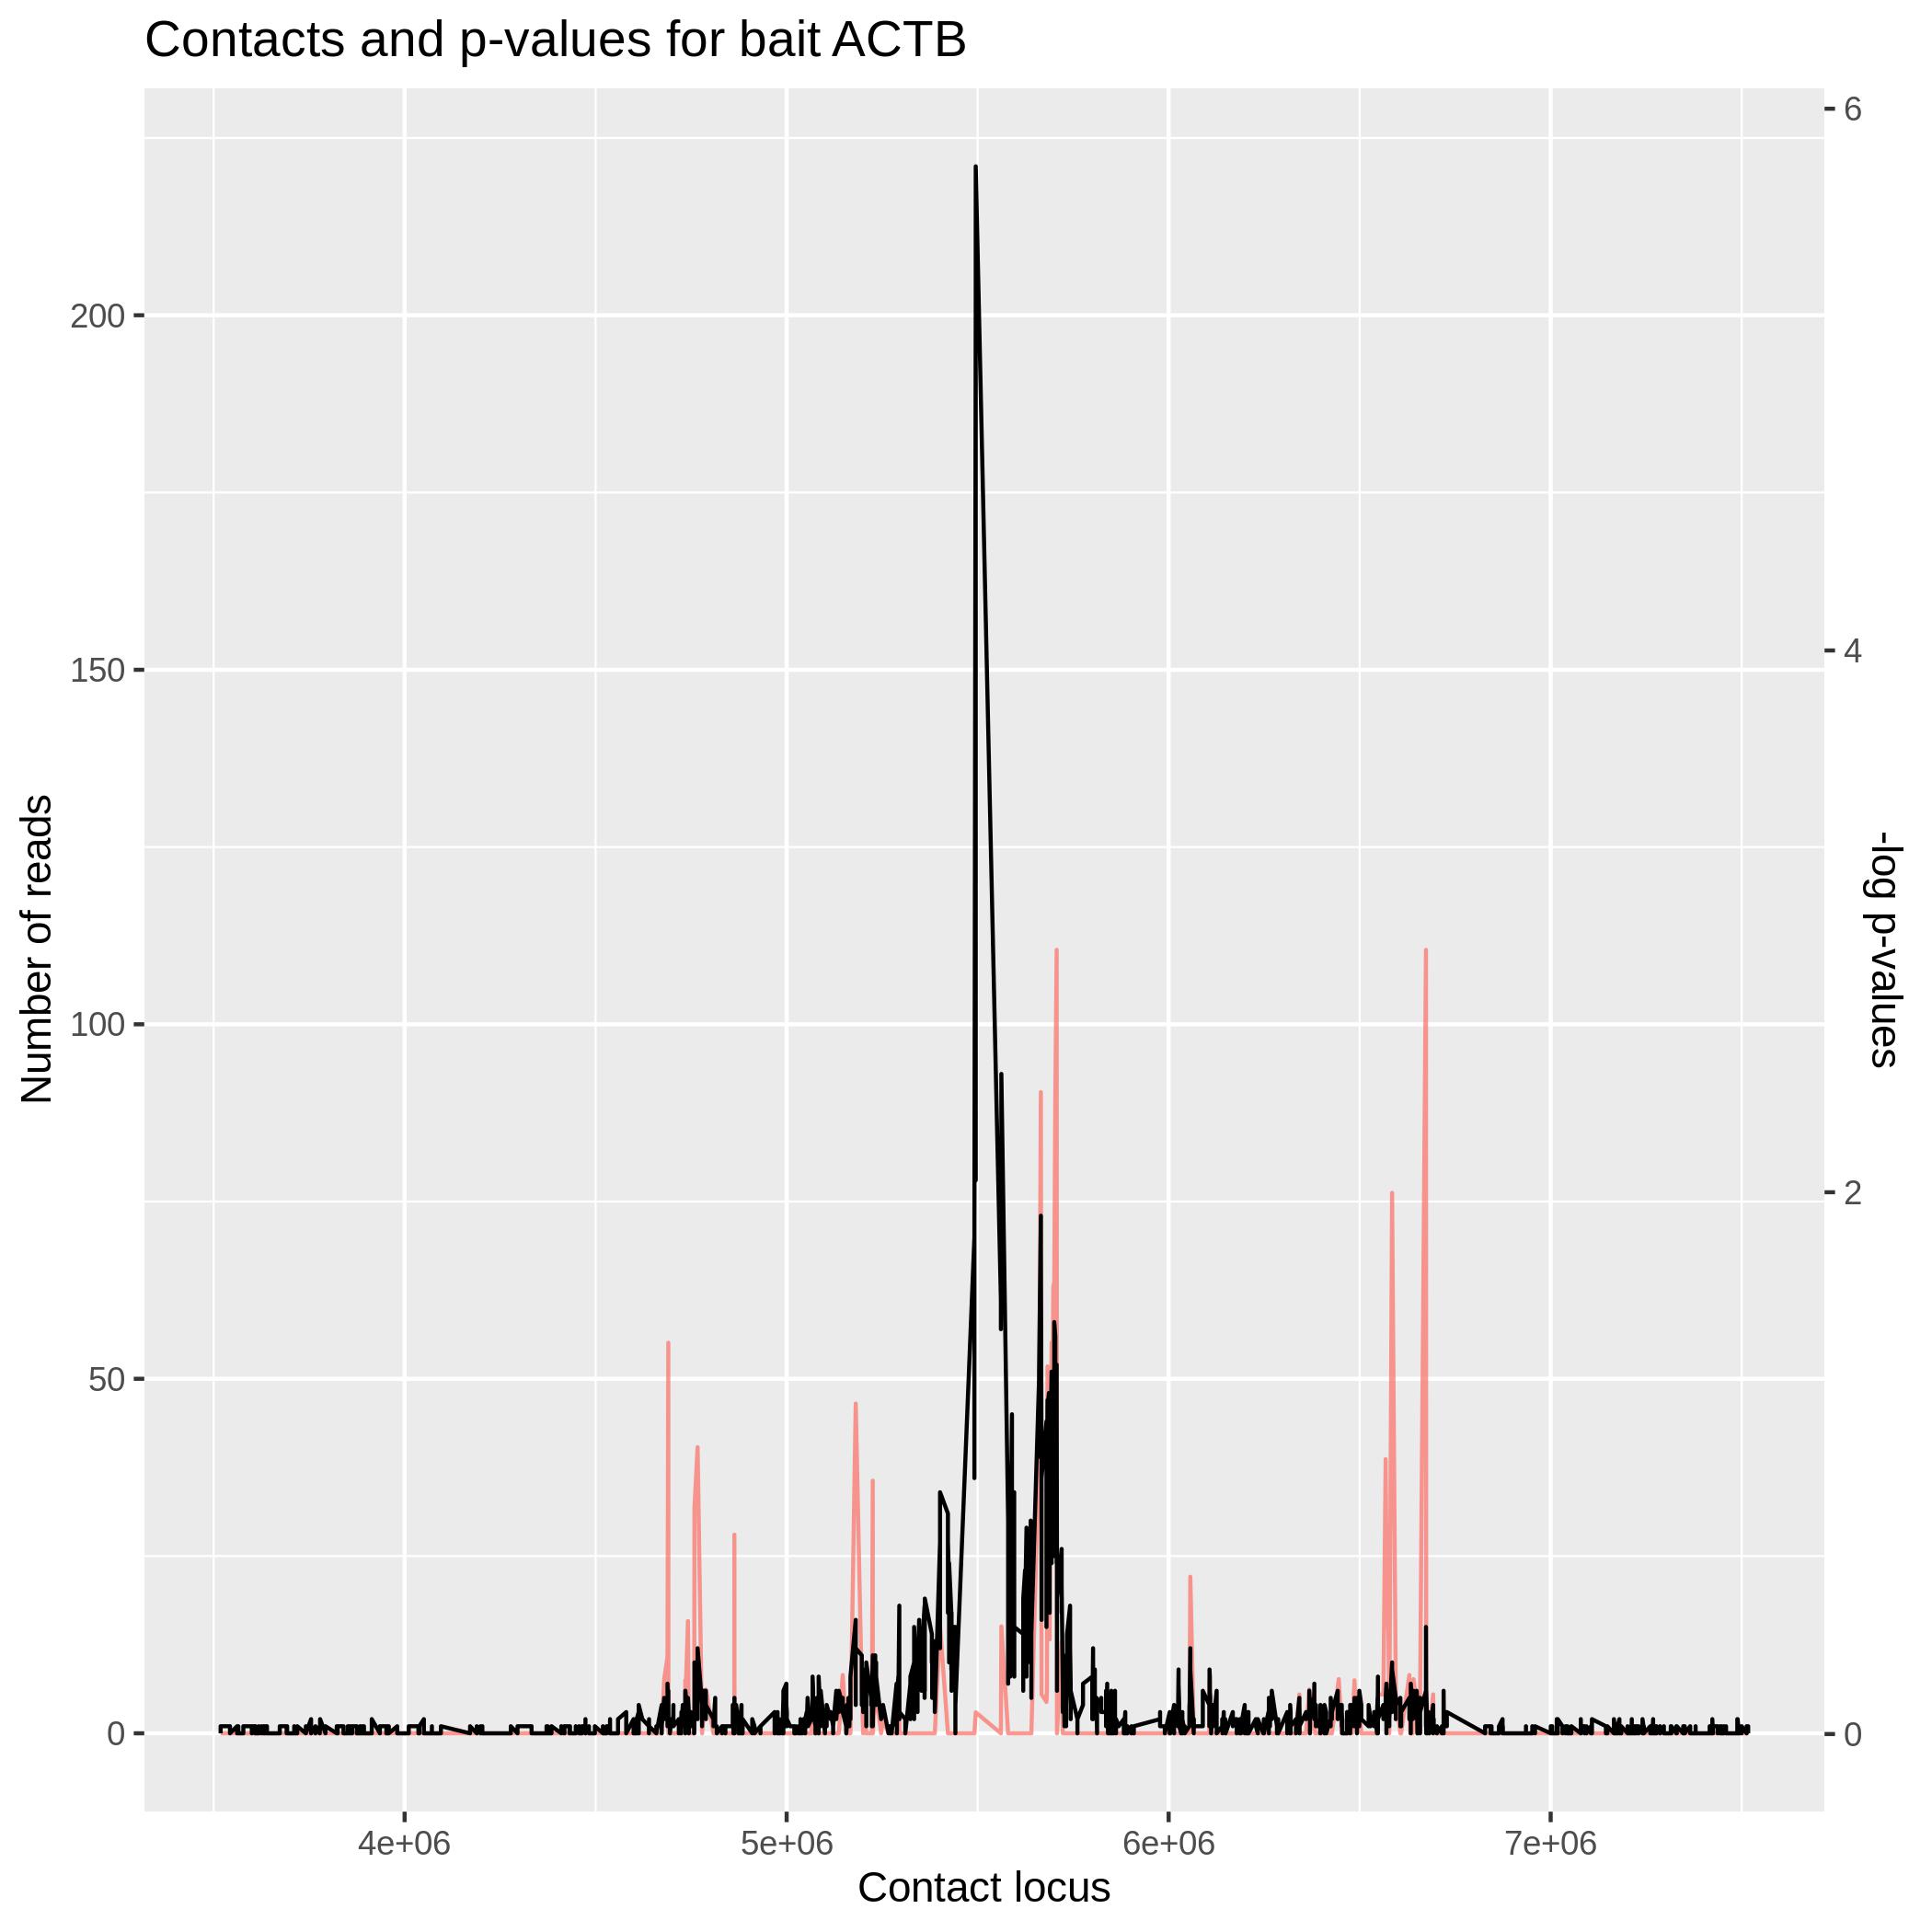 Contacts and p-values for bait ACTB
Number of reads
200
150
100
50
0
6
4
2
0
-log p-values
4e+06
5e+06
6e+06
7e+06
Contact locus